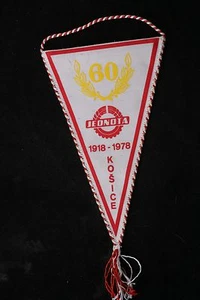 60
JEDNOTA
1918 - 1978
KOŠICE